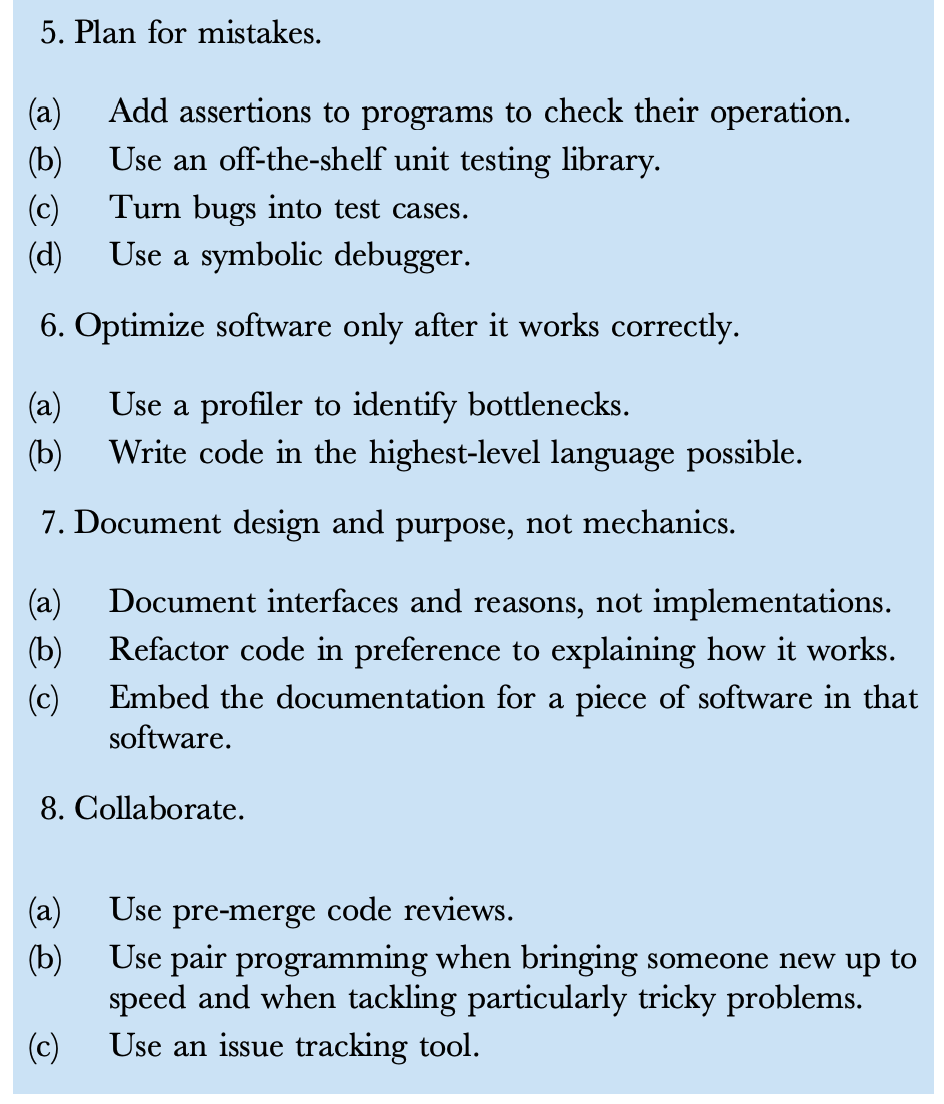 5. Plan for mistakes.
(a) Add assertions to programs to check their operation.
(b) Use an off-the-shelf unit testing library.
(c) Turn bugs into test cases.
(d) Use a symbolic debugger.
6. Optimize software only after it works correctly.
(a) Use a profiler to identify bottlenecks.
(b) Write code in the highest-level language possible.
7. Document design and purpose, not mechanics.
(a) Document interfaces and reasons, not implementations.
(b) Refactor code in preference to explaining how it works.
(c) Embed the documentation for a piece of software in that
software.
8. Collaborate.
(a) Use pre-merge code reviews.
(b) Use pair programming when bringing someone new up to
speed and when tackling particularly tricky problems.
(c) Use an issue tracking tool.